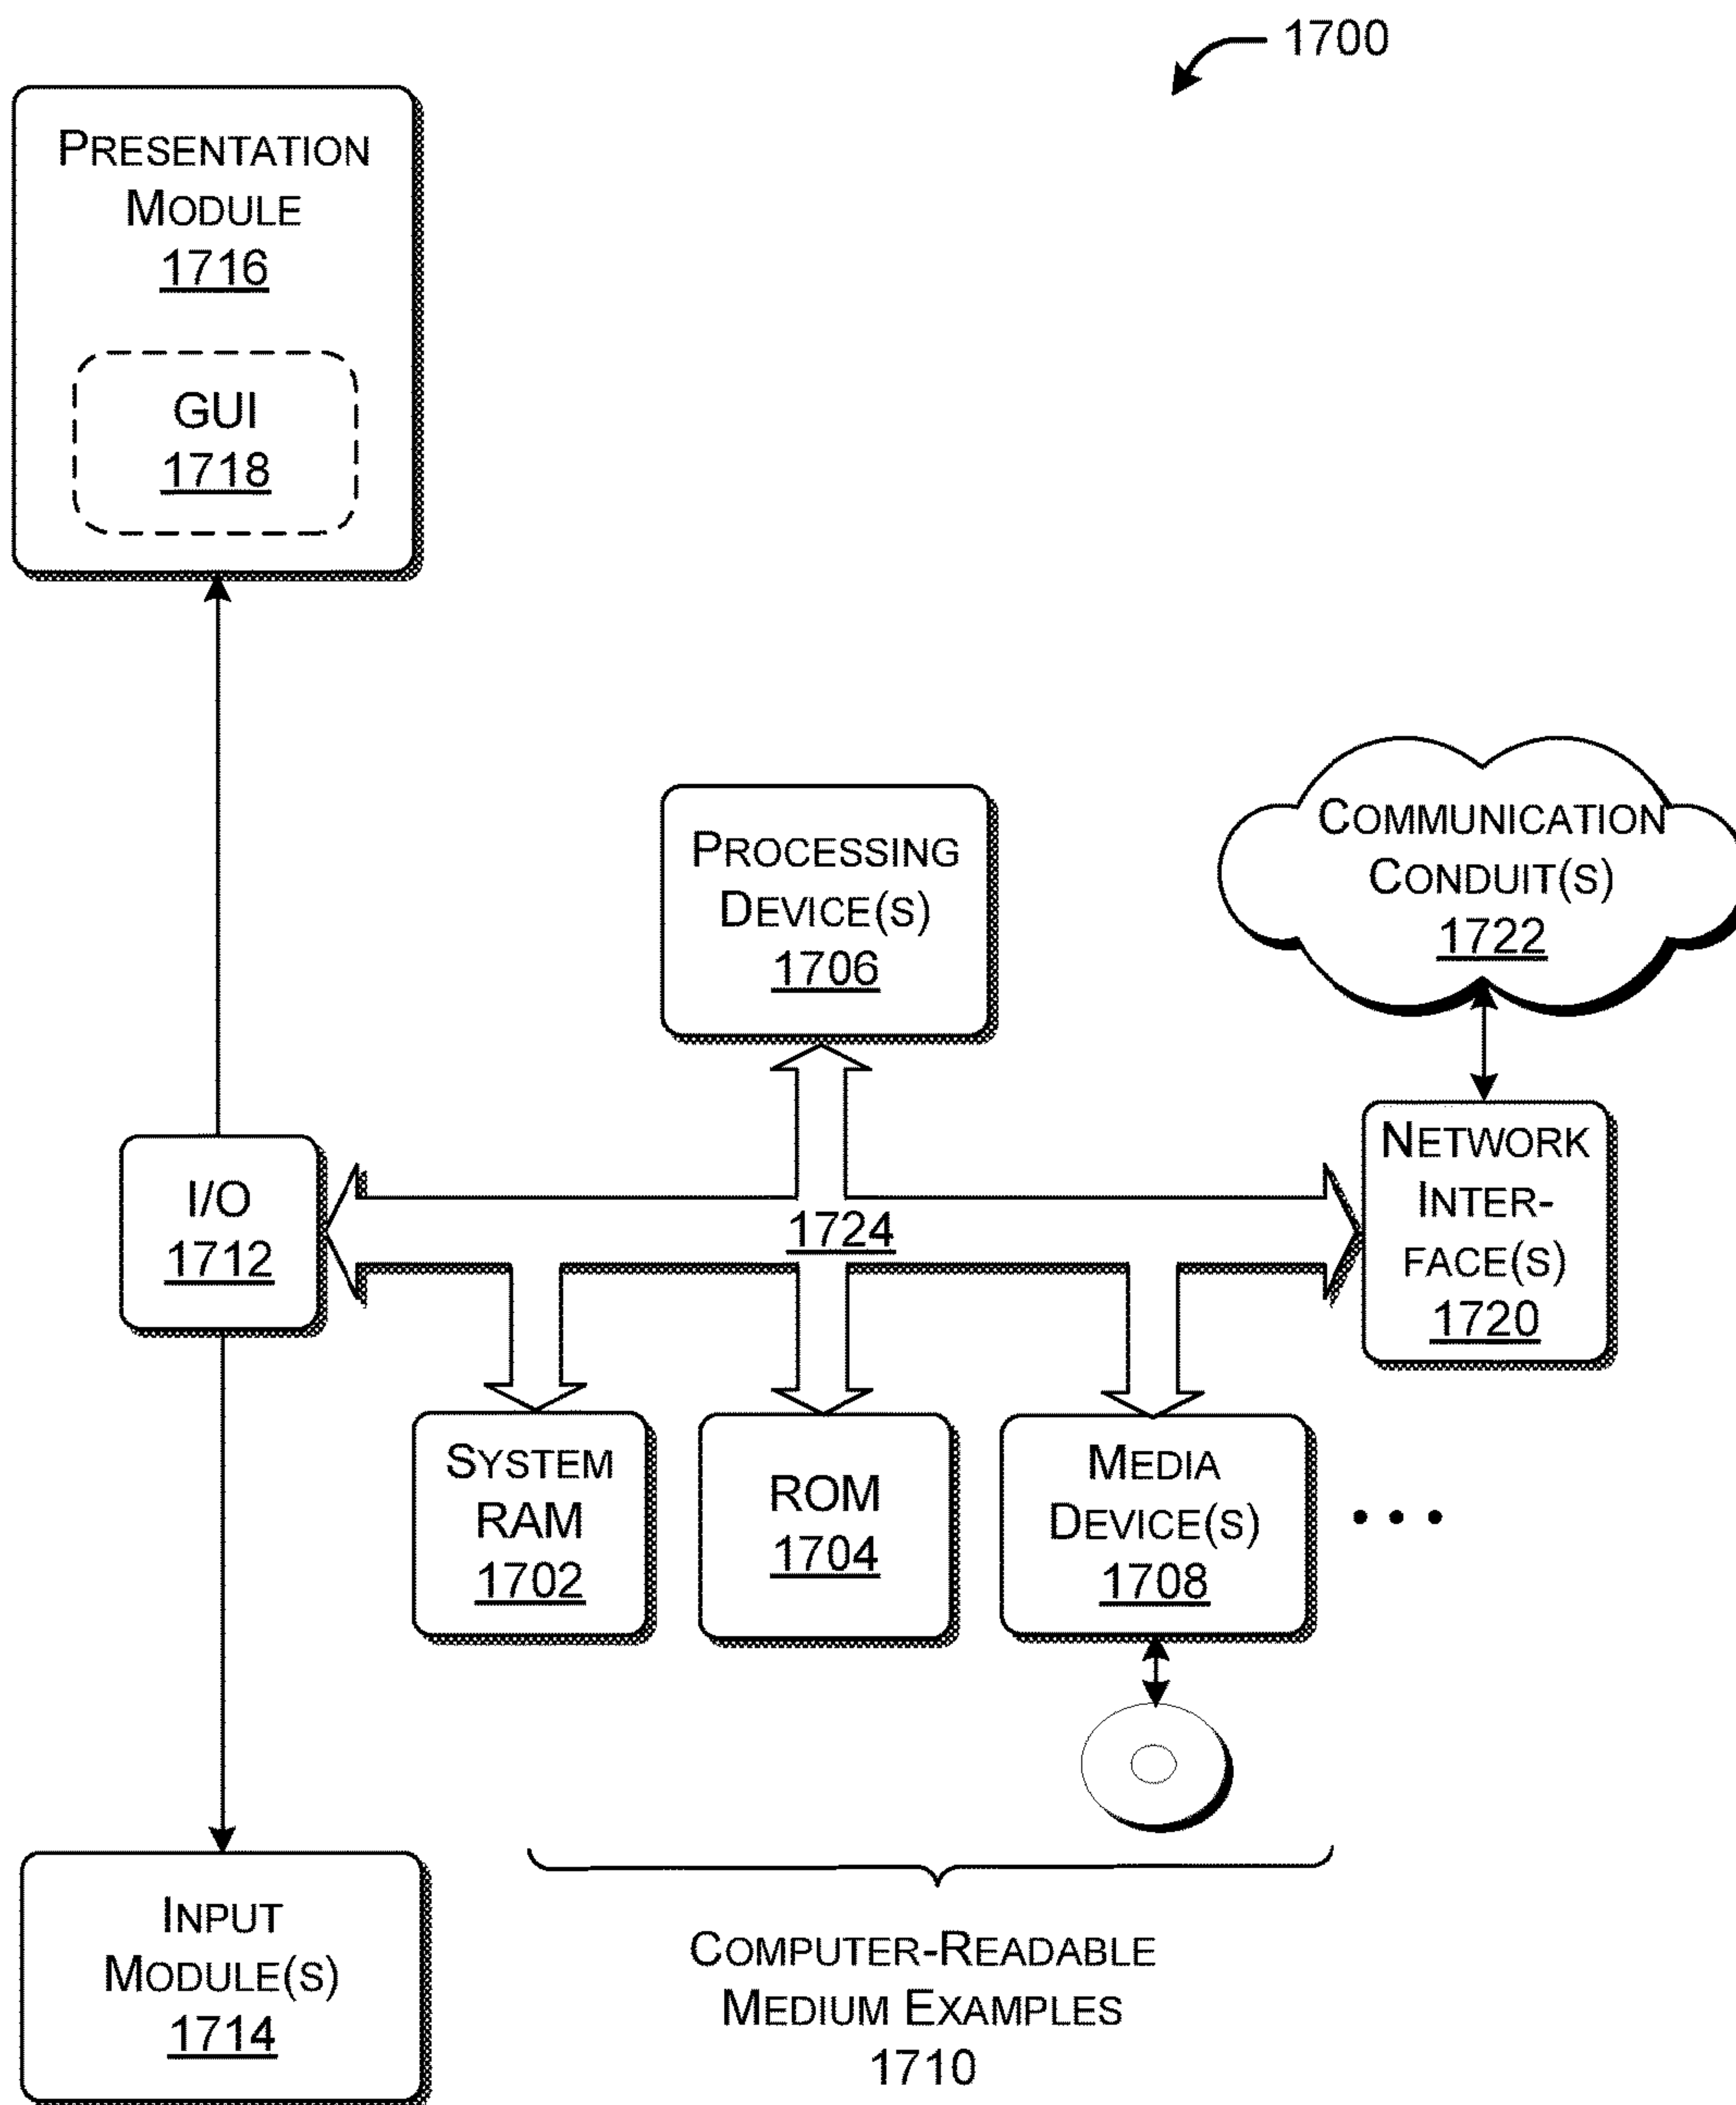 1700
PRESENTATION
MODULE
1716
GUI
1718
PROCESSING
DEVICE(S)
1706
COMMUNICATION
CONDUIT(S)
1722
I/O
1712
1724
NETWORK
INTER-
FACE(S)
1720
SYSTEM
RAM
1702
ROM
1704
MEDIA
DEVICE(S)
1708
• • •
INPUT
MODULE(S)
1714
COMPUTER-READABLE
MEDIUM EXAMPLES
1710